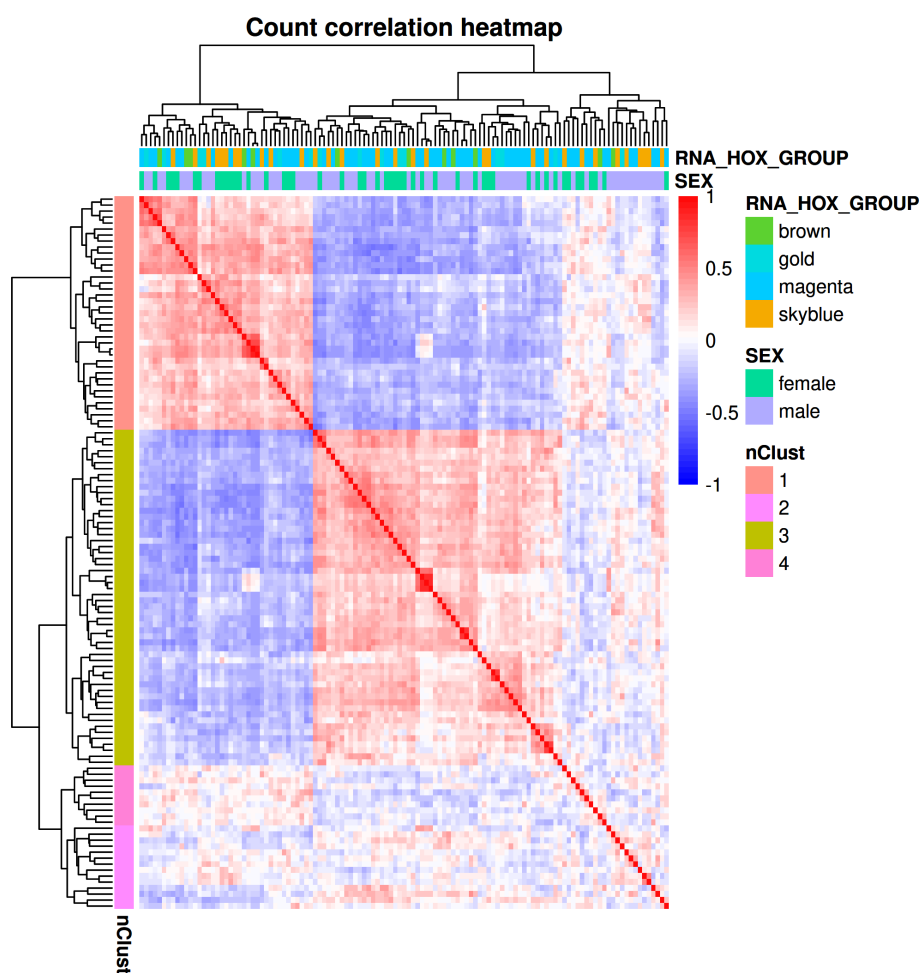 Count correlation heatmap
RNA_HOX_GROUP
SEX
1
0.5
0
-0.5
-1
RNA_HOX_GROUP
brown
gold
magenta
skyblue
SEX
female
male
nClust
1
2
3
4
nClust